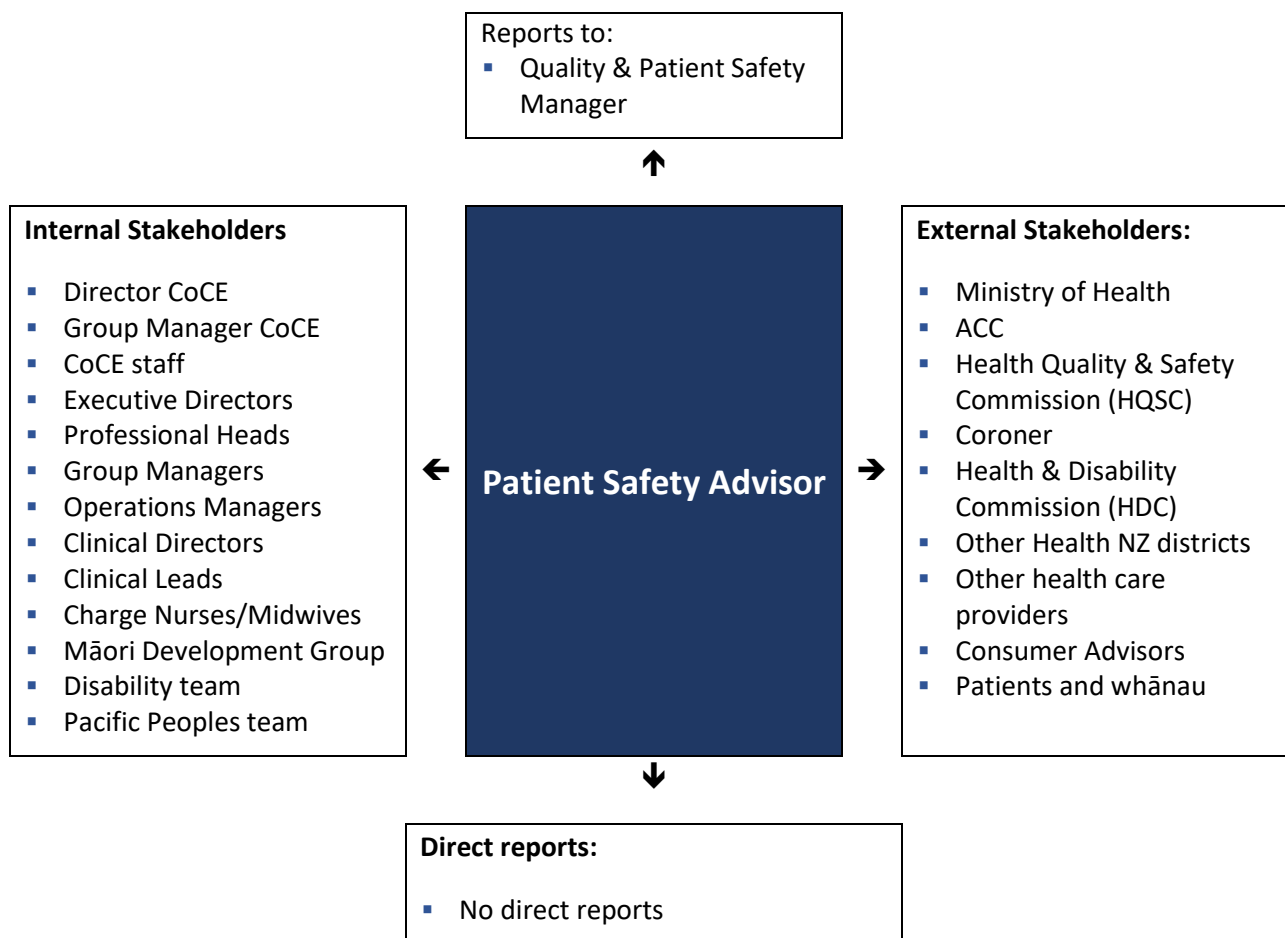 Reports to:
▪ Quality & Patient Safety
Manager
Internal Stakeholders
▪ Director CoCE
▪ Group Manager CoCE
▪ CoCE staff
▪ Executive Directors
▪ Professional Heads
▪ Group Managers
▪ Operations Managers
▪ Clinical Directors
▪ Clinical Leads
▪ Charge Nurses/Midwives
▪ Māori Development Group
▪ Disability team
▪ Pacific Peoples team
Patient Safety Advisor
External Stakeholders:
▪ Ministry of Health
▪ ACC
▪ Health Quality & Safety
Commission (HQSC)
▪ Coroner
▪ Health & Disability
Commission (HDC)
▪ Other Health NZ districts
▪ Other health care
providers
▪ Consumer Advisors
▪ Patients and whānau
Direct reports:
▪ No direct reports